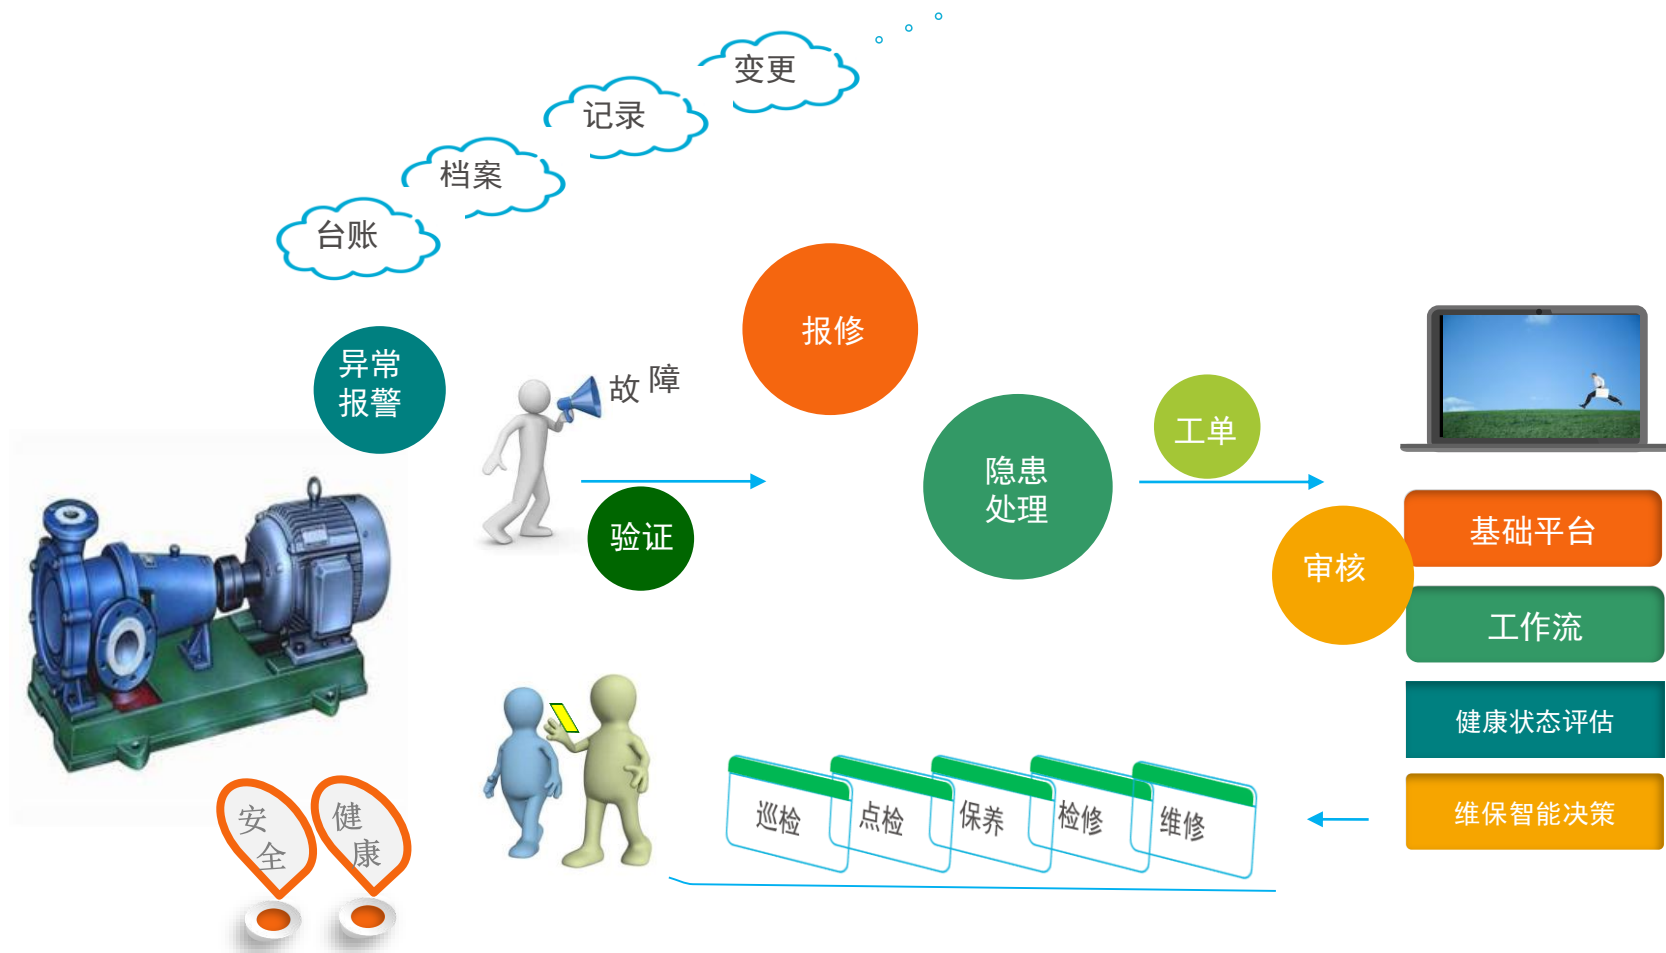 变更
记录
档案
台账
异常
报警
故障
报修
验证
隐患
处理
工单
审核
基础平台
工作流
健康状态评估
维保智能决策
巡检
点检
保养
检修
维修
安全
健康